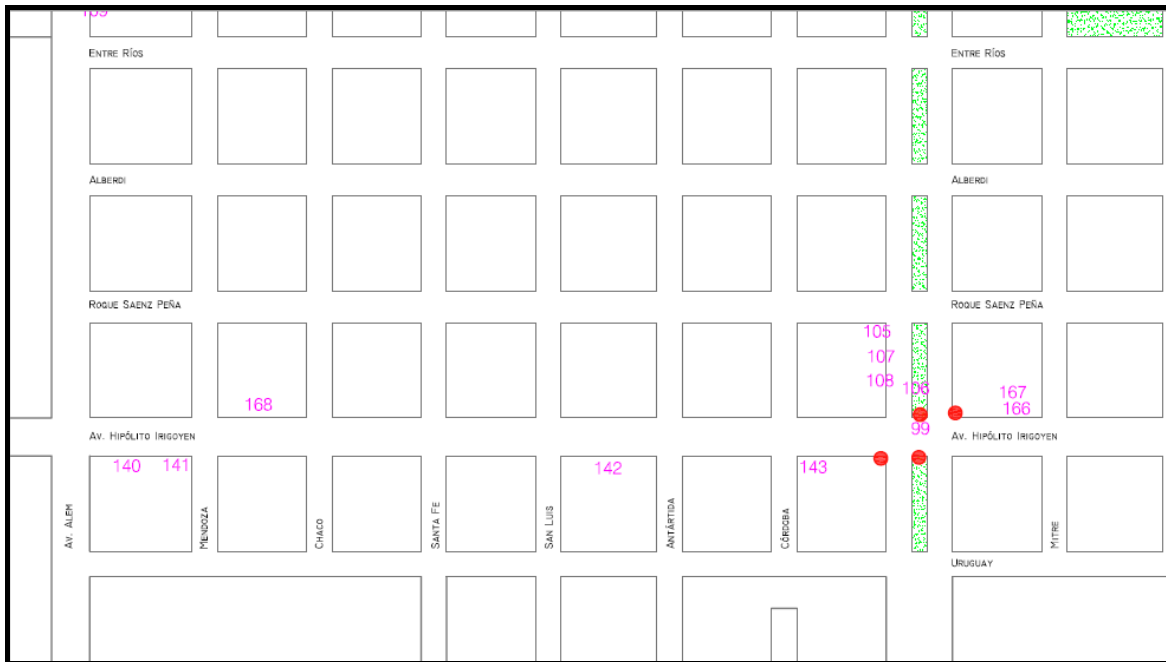 109
ENTRE RÍOS
ENTRE RÍOS
ALBERDI
ALBERDI
ROQUE SAENZ PEÑA
ROQUE SAENZ PEÑA
105
107
108
106
168
167
166
99
AV. HIPÓLITO IRIGOYEN
AV. HIPÓLITO IRIGOYEN
140
141
142
143
AV. ALEM
MENDOZA
CHACO
SANTA FE
SAN LUIS
ANTÁRTIDA
CÓRDOBA
MITRE
URUGUAY